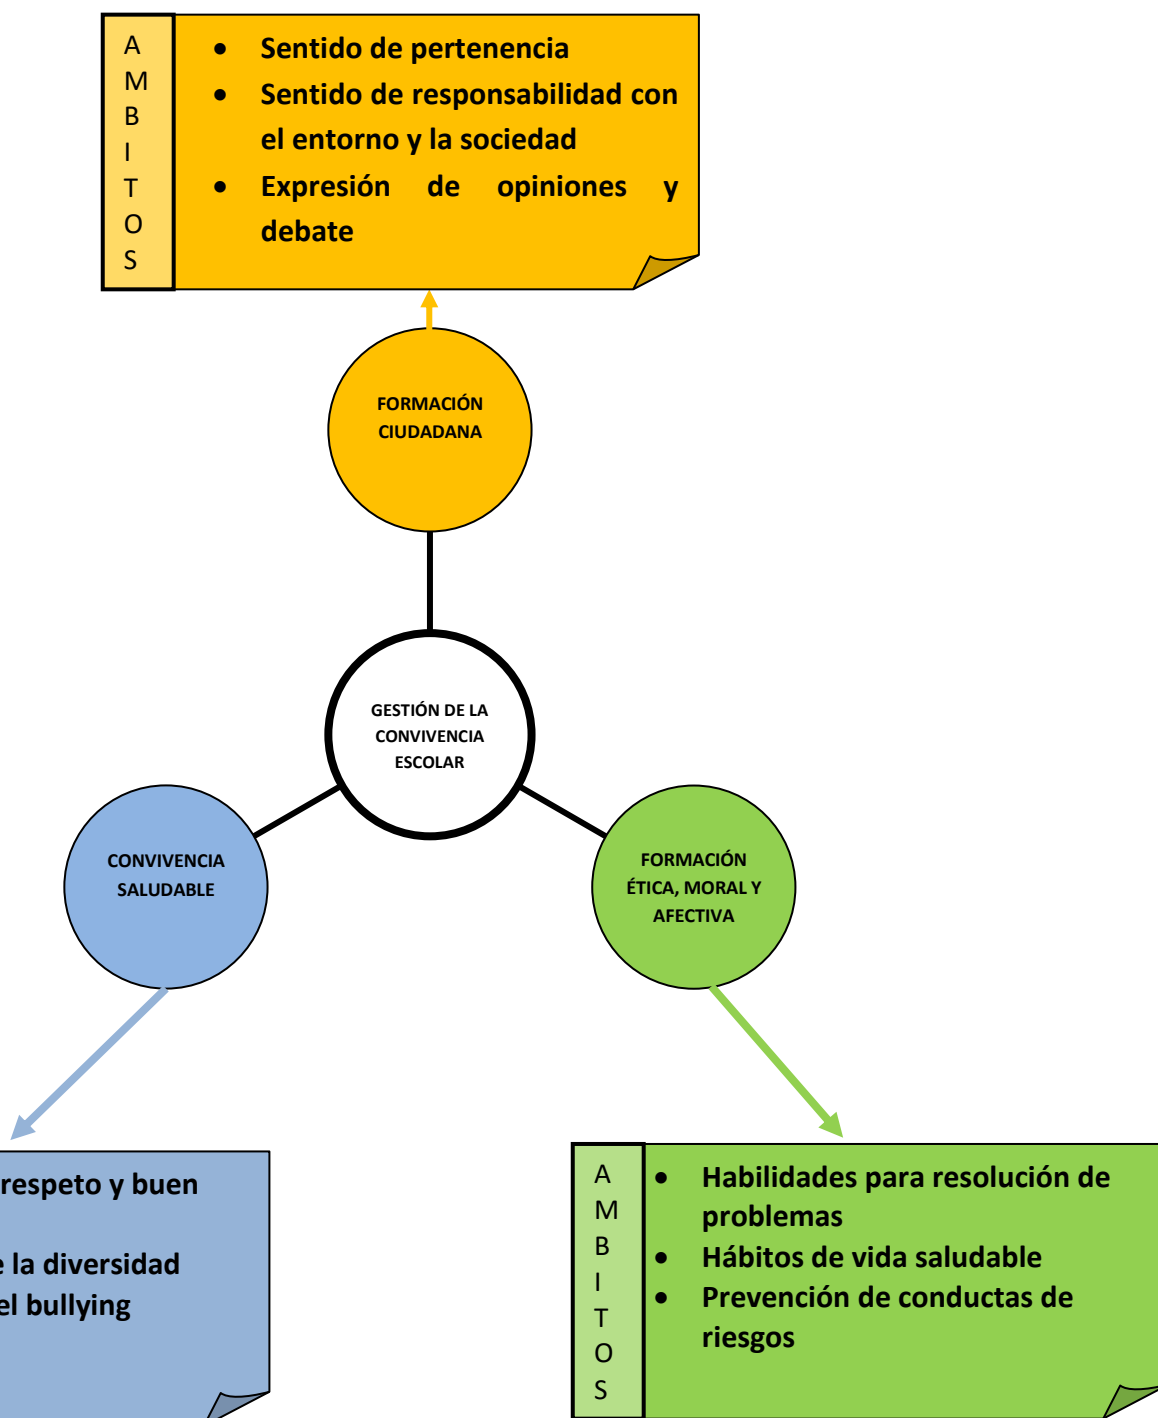 A
M
B
I
T
O
S
• Sentido de pertenencia
• Sentido de responsabilidad con
el entorno y la sociedad
• Expresión de opiniones y
debate
FORMACIÓN
CIUDADANA
GESTIÓN DE LA
CONVIVENCIA
ESCOLAR
CONVIVENCIA
SALUDABLE
FORMACIÓN
ÉTICA, MORAL Y
AFECTIVA
respeto y buen
la diversidad
el bullying
A
M
B
I
T
O
S
• Habilidades para resolución de
problemas
• Hábitos de vida saludable
• Prevención de conductas de
riesgos